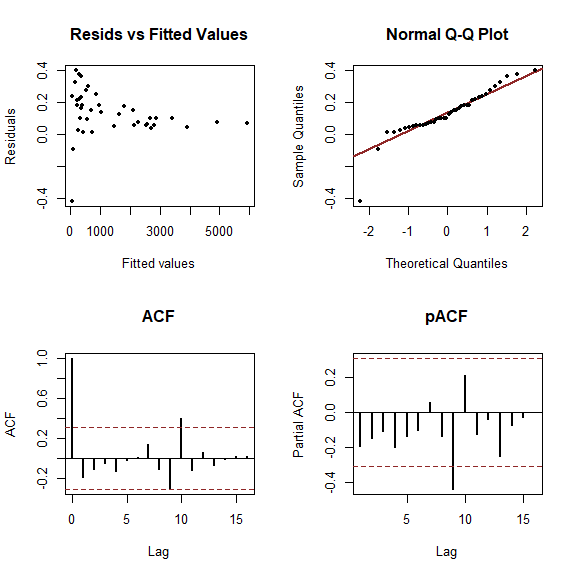 Resids vs Fitted Values
Residuals
0.4
0.2
0.0
-0.4
0
1000
3000
5000
Fitted values
Normal Q-Q Plot
Sample Quantiles
0.4
0.2
0.0
-0.4
-2
-1
0
1
2
Theoretical Quantiles
ACF
ACF
1.0
0.6
0.2
-0.2
0
5
10
15
Lag
pACF
Partial ACF
0.2
0.0
-0.2
-0.4
5
10
15
Lag